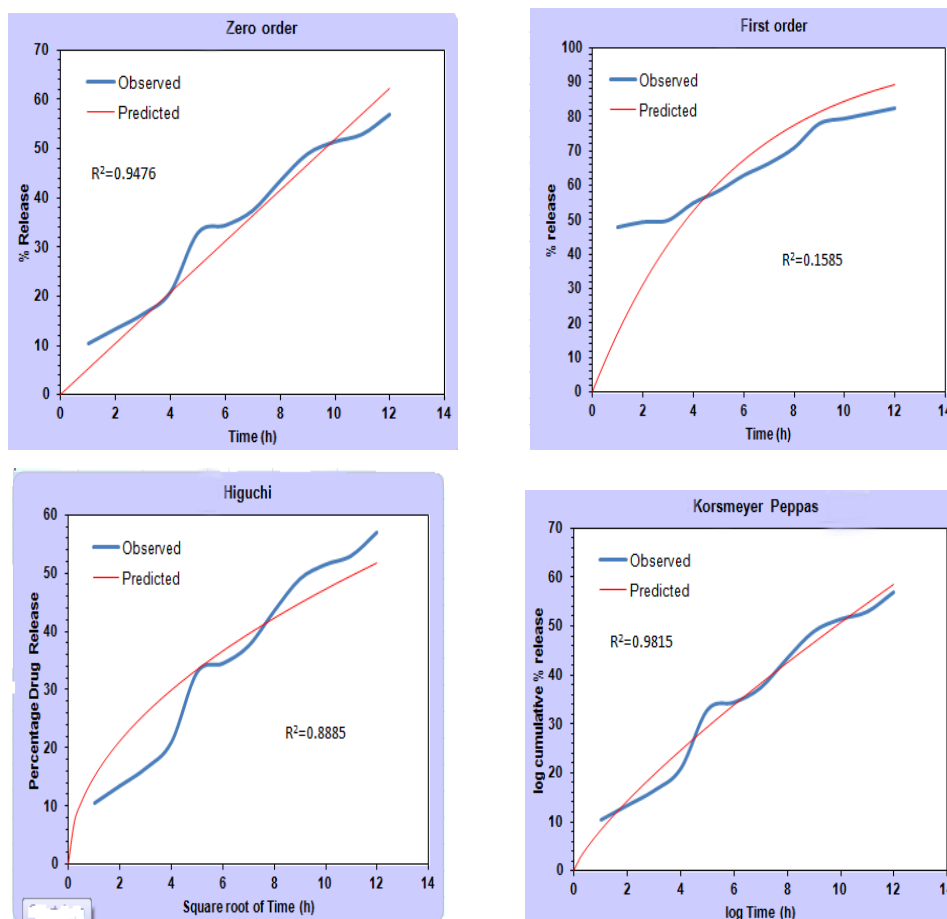 Zero order
70
60
50
40
30
20
10
0
% Release
Observed
Predicted
R²=0.9476
0 2 4 6 8 10 12 14
Time (h)
First order
100
90
80
70
60
50
40
30
20
10
0
% release
Observed
Predicted
R²=0.1585
0 2 4 6 8 10 12 14
Time (h)
Higuchi
60
50
40
30
20
10
0
Percentage Drug Release
Observed
Predicted
R²=0.8885
0 2 4 6 8 10 12 14
Square root of Time (h)
Korsmeyer Peppas
70
60
50
40
30
20
10
0
log cumulative % release
Observed
Predicted
R²=0.9815
0 2 4 6 8 10 12 14
log Time (h)